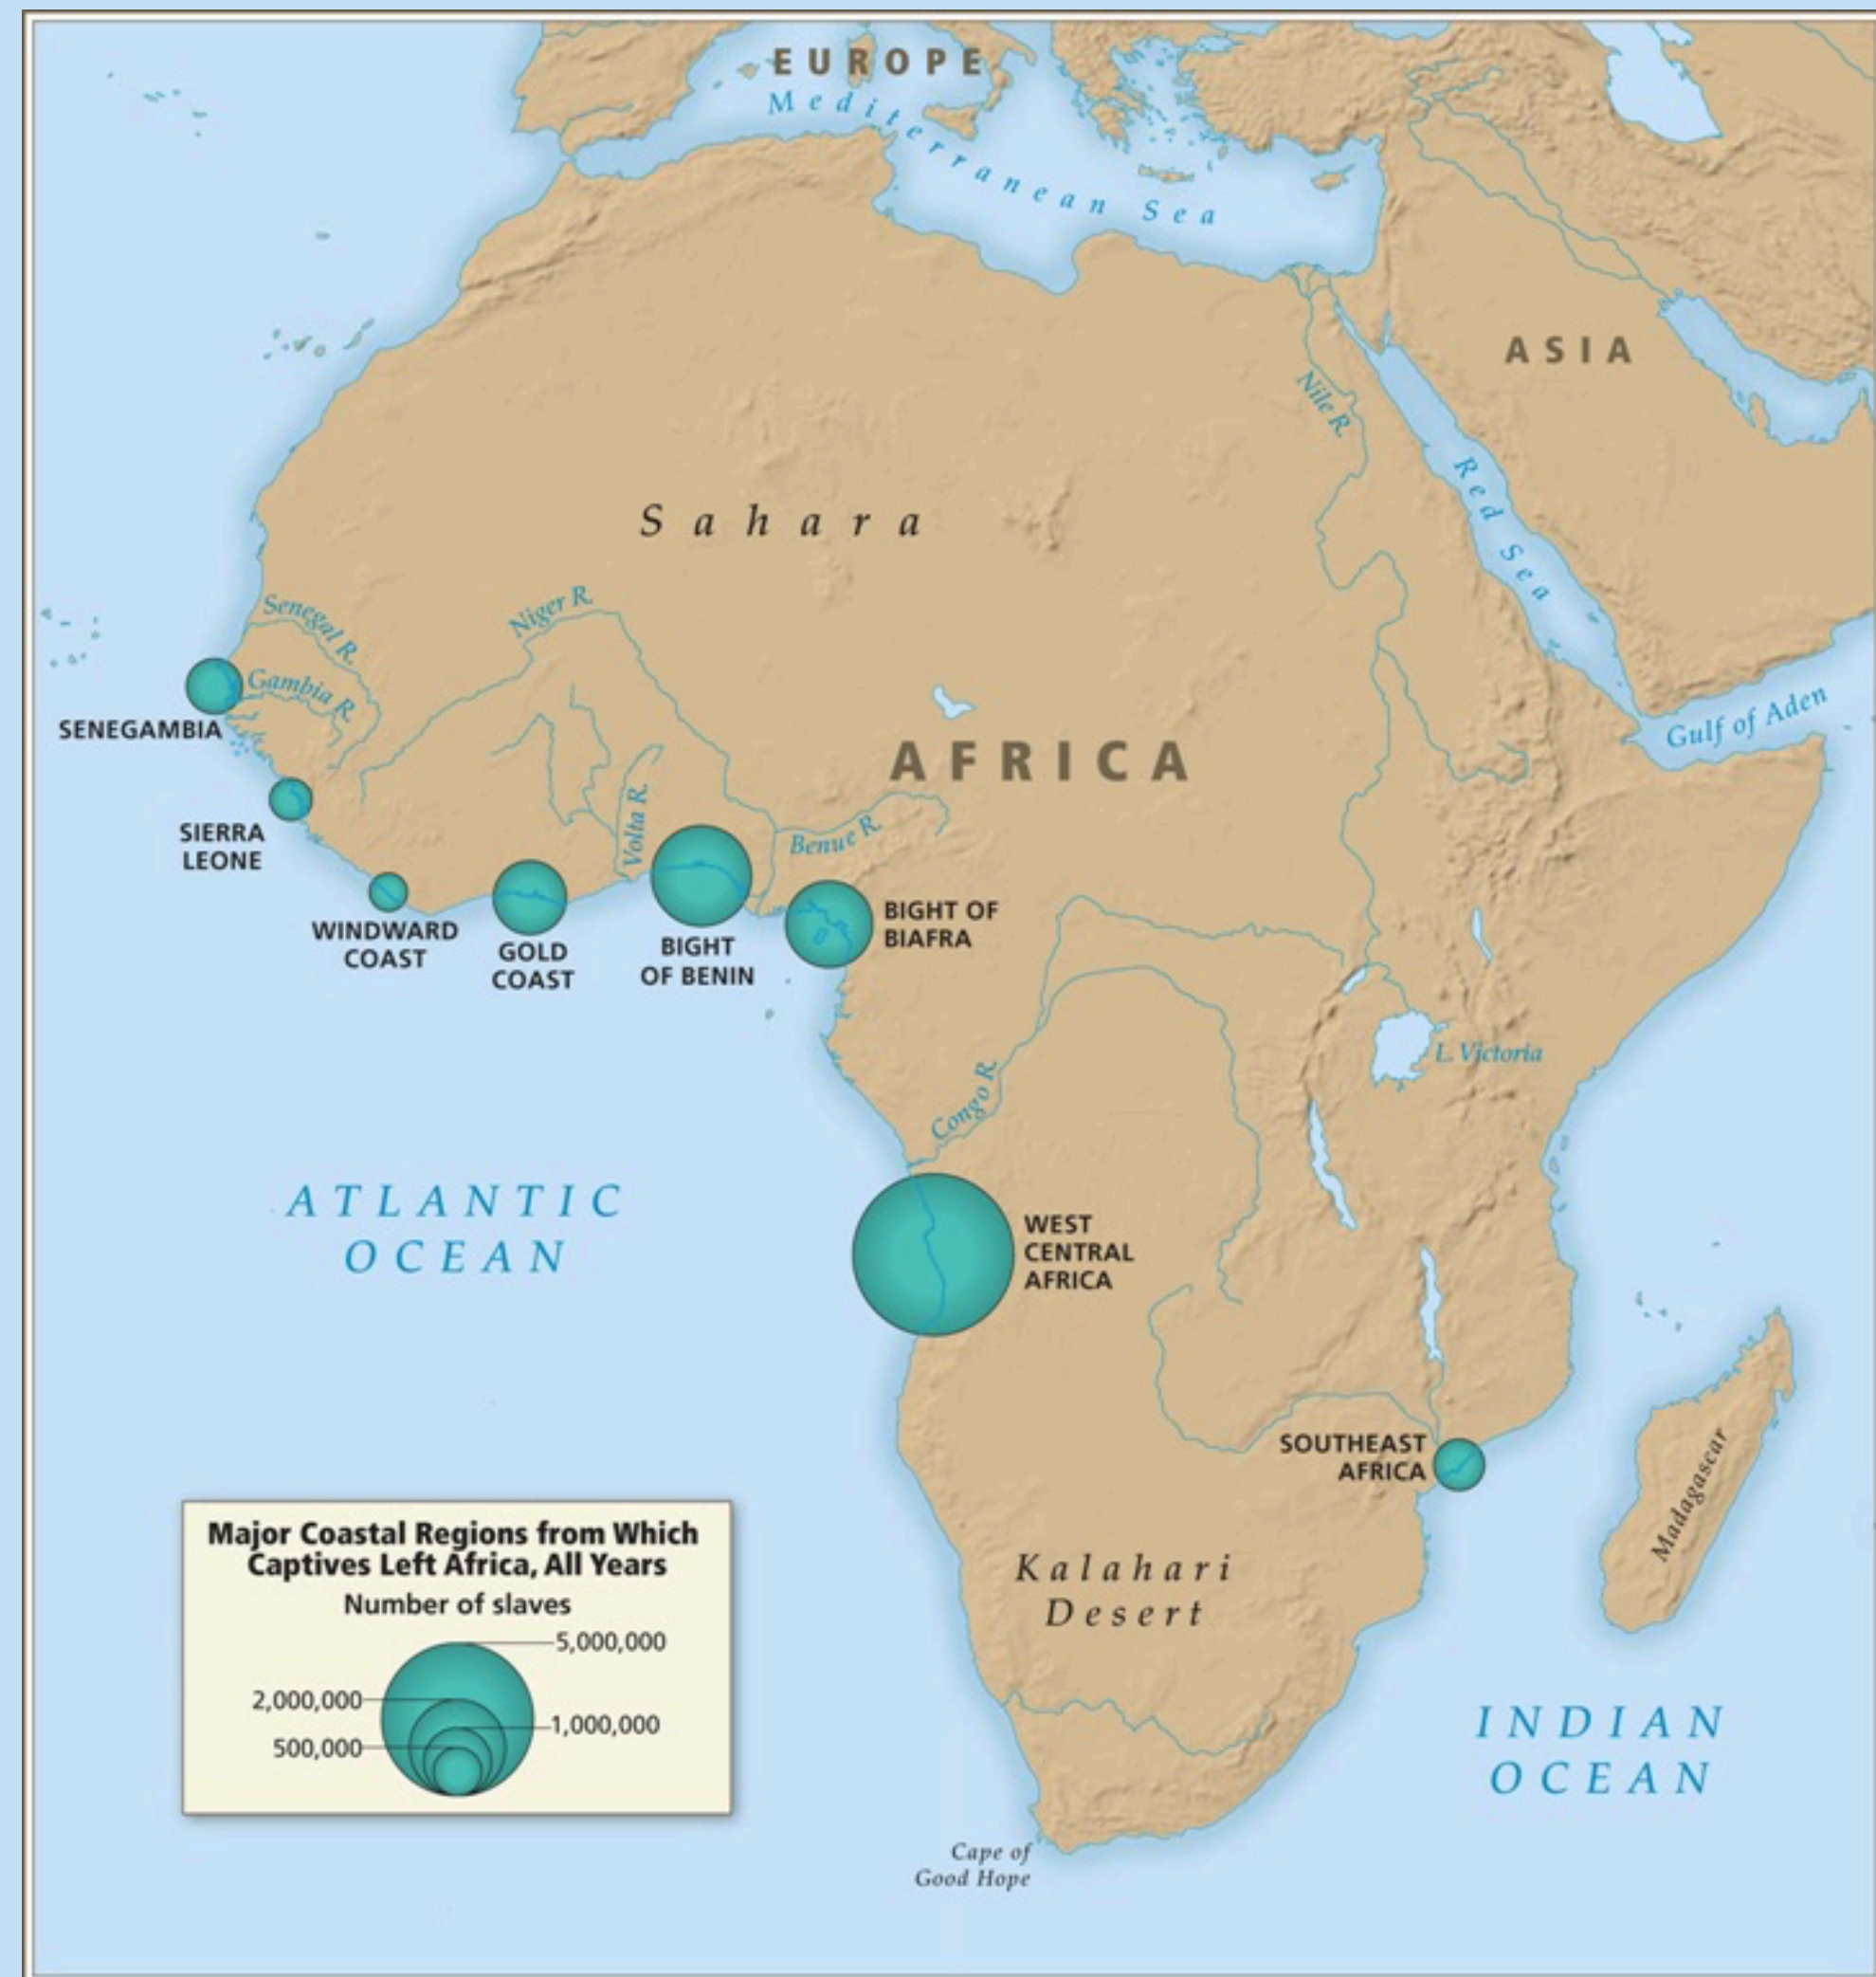 EUROPE
Mediterranean Sea
ASIA
Nile R.
Red Sea
Sahara
Senegal R.
Niger R.
Gambia R.
SENEGAMBIA
Gulf of Aden
AFRICA
Volta R.
Benue R.
SIERRA
LEONE
WINDWARD
COAST
GOLD
COAST
BIGHT
OF BENIN
BIGHT OF
BIAFRA
L. Victoria
Congo R.
ATLANTIC
OCEAN
WEST
CENTRAL
AFRICA
SOUTHEAST
AFRICA
Madagascar
Kalahari
Desert
Major Coastal Regions from Which
Captives Left Africa, All Years
Number of slaves
5,000,000
2,000,000
1,000,000
500,000
INDIAN
OCEAN
Cape of
Good Hope